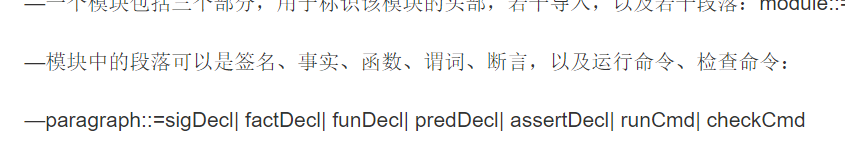 —一个模块包括三个部分，用于标识该模块的头部，若干导入，以及若干段落：module::=
—模块中的段落可以是签名、事实、函数、谓词、断言，以及运行命令、检查命令：
—paragraph::=sigDecl| factDecl| funDecl| predDecl| assertDecl| runCmd| checkCmd